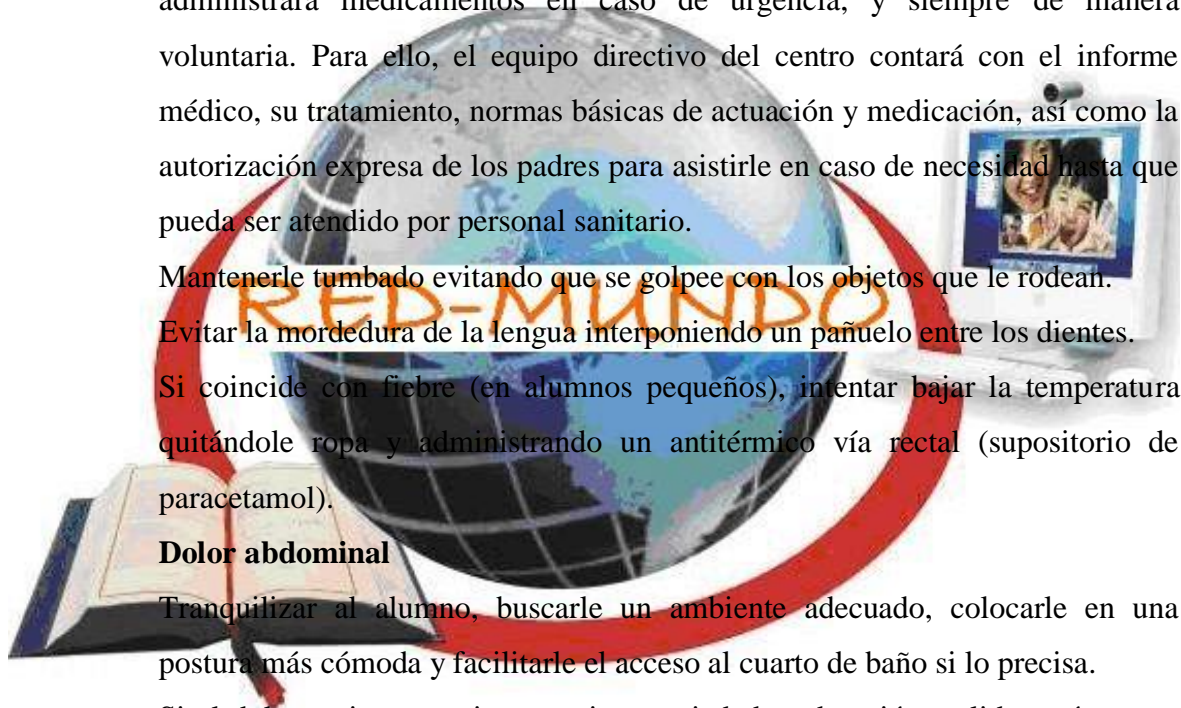 administrará medicamentos en caso de urgencia, y siempre de manera
voluntaria. Para ello, el equipo directivo del centro contará con el informe
médico, su tratamiento, normas básicas de actuación y medicación, así como la
autorización expresa de los padres para asistirle en caso de necesidad hasta que
pueda ser atendido por personal sanitario.
Mantenerle tumbado evitando que se golpee con los objetos que le rodean.
RED-MUNDO
Evitar la mordedura de la lengua interponiendo un pañuelo entre los dientes.
Si coincide con fiebre (en alumnos pequeños), intentar bajar la temperatura
quitándole ropa y administrando un antitérmico vía rectal (supositorio de
paracetamol).
Dolor abdominal
Tranquilizar al alumno, buscarle un ambiente adecuado, colocarle en una
postura más cómoda y facilitarle el acceso al cuarto de baño si lo precisa.